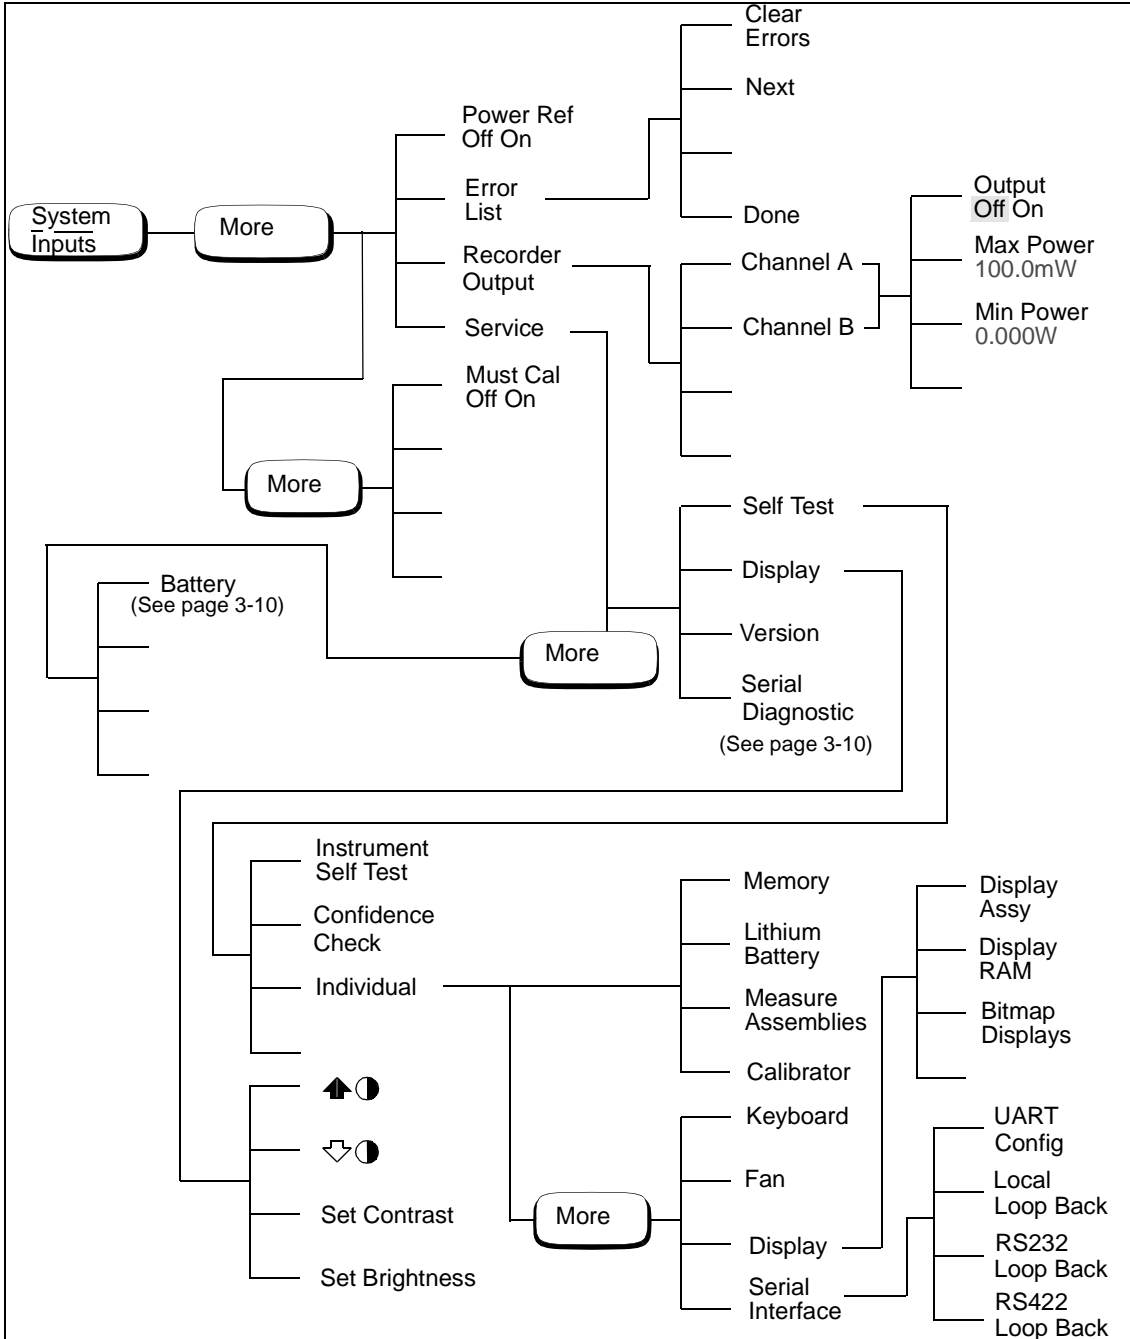 Clear
Errors
Next
Done
Power Ref
Off On
Error
List
Recorder
Output
Service
System
Inputs
More
Channel A
Channel B
Output
Off On
Max Power
100.0mW
Min Power
0.000W
Must Cal
Off On
More
Self Test
Display
Version
Serial
Diagnostic
(See page 3-10)
More
Battery
(See page 3-10)
Instrument
Self Test
Confidence
Check
Individual
Set Contrast
Set Brightness
Memory
Lithium
Battery
Measure
Assemblies
Calibrator
More
Keyboard
Fan
Display
Serial
Interface
Display
Assy
Display
RAM
Bitmap
Displays
UART
Config
Local
Loop Back
RS232
Loop Back
RS422
Loop Back